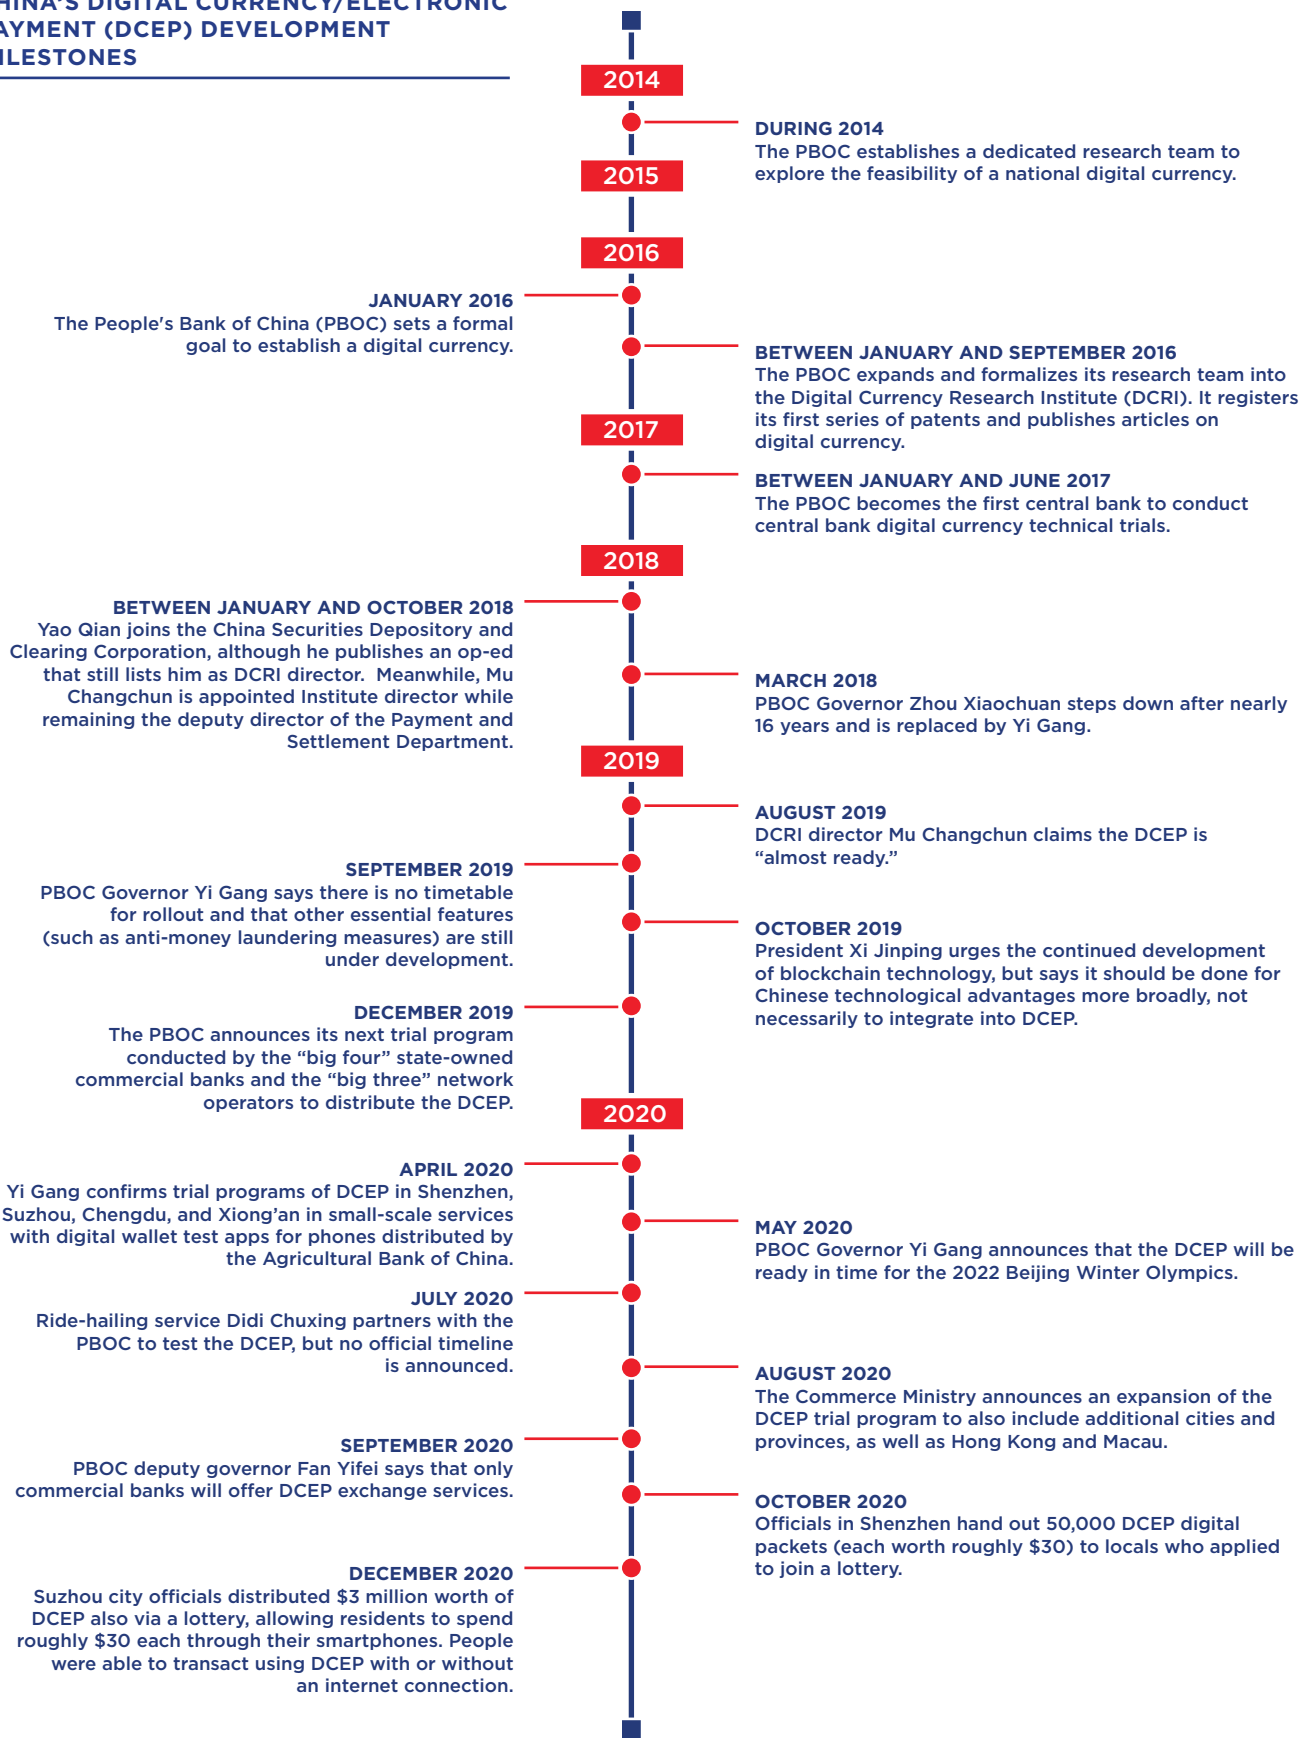 HINA'S DIGITAL CURRENCY/ELECTRONIC
AYMENT (DCEP) DEVELOPMENT
ILESTONES
2014
DURING 2014
The PBOC establishes a dedicated research team to
explore the feasibility of a national digital currency.
2015
2016
JANUARY 2016
The People's Bank of China (PBOC) sets a formal
goal to establish a digital currency.
BETWEEN JANUARY AND SEPTEMBER 2016
The PBOC expands and formalizes its research team into
the Digital Currency Research Institute (DCRI). It registers
its first series of patents and publishes articles on
digital currency.
2017
BETWEEN JANUARY AND JUNE 2017
The PBOC becomes the first central bank to conduct
central bank digital currency technical trials.
2018
BETWEEN JANUARY AND OCTOBER 2018
Yao Qian joins the China Securities Depository and
Clearing Corporation, although he publishes an op-ed
that still lists him as DCRI director.  Meanwhile, Mu
Changchun is appointed Institute director while
remaining the deputy director of the Payment and
Settlement Department.
MARCH 2018
PBOC Governor Zhou Xiaochuan steps down after nearly
16 years and is replaced by Yi Gang.
2019
AUGUST 2019
DCRI director Mu Changchun claims the DCEP is
“almost ready.”
SEPTEMBER 2019
PBOC Governor Yi Gang says there is no timetable
for rollout and that other essential features
(such as anti-money laundering measures) are still
under development.
OCTOBER 2019
President Xi Jinping urges the continued development
of blockchain technology, but says it should be done for
Chinese technological advantages more broadly, not
necessarily to integrate into DCEP.
DECEMBER 2019
The PBOC announces its next trial program
conducted by the “big four” state-owned
commercial banks and the “big three” network
operators to distribute the DCEP.
2020
APRIL 2020
Yi Gang confirms trial programs of DCEP in Shenzhen,
Suzhou, Chengdu, and Xiong’an in small-scale services
with digital wallet test apps for phones distributed by
the Agricultural Bank of China.
MAY 2020
PBOC Governor Yi Gang announces that the DCEP will be
ready in time for the 2022 Beijing Winter Olympics.
JULY 2020
Ride-hailing service Didi Chuxing partners with the
PBOC to test the DCEP, but no official timeline
is announced.
AUGUST 2020
The Commerce Ministry announces an expansion of the
DCEP trial program to also include additional cities and
provinces, as well as Hong Kong and Macau.
SEPTEMBER 2020
PBOC deputy governor Fan Yifei says that only
commercial banks will offer DCEP exchange services.
OCTOBER 2020
Officials in Shenzhen hand out 50,000 DCEP digital
packets (each worth roughly $30) to locals who applied
to join a lottery.
DECEMBER 2020
Suzhou city officials distributed $3 million worth of
DCEP also via a lottery, allowing residents to spend
roughly $30 each through their smartphones. People
were able to transact using DCEP with or without
an internet connection.